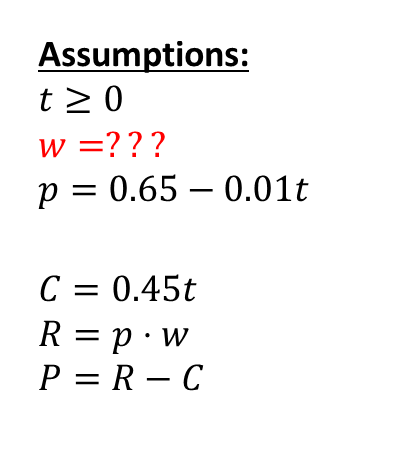 Assumptions:
t ≥ 0
w =???
p = 0.65 − 0.01t
C = 0.45t
R = p · w
P = R − C